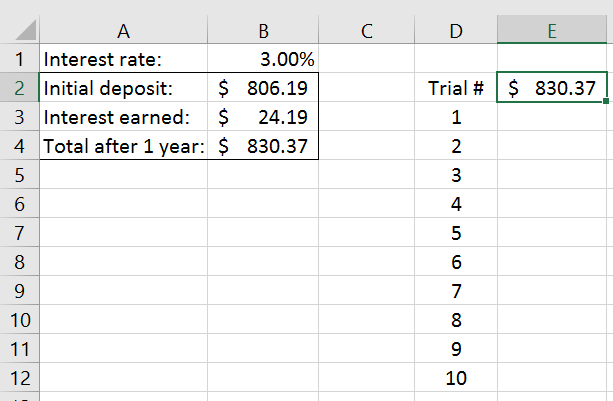 A B C D E
1 Interest rate: 3.00%
2 Initial deposit: $ 806.19 Trial # $ 830.37
3 Interest earned: $ 24.19 1
4 Total after 1 year: $ 830.37 2
5 3
6 4
7 5
8 6
9 7
10 8
11 9
12 10